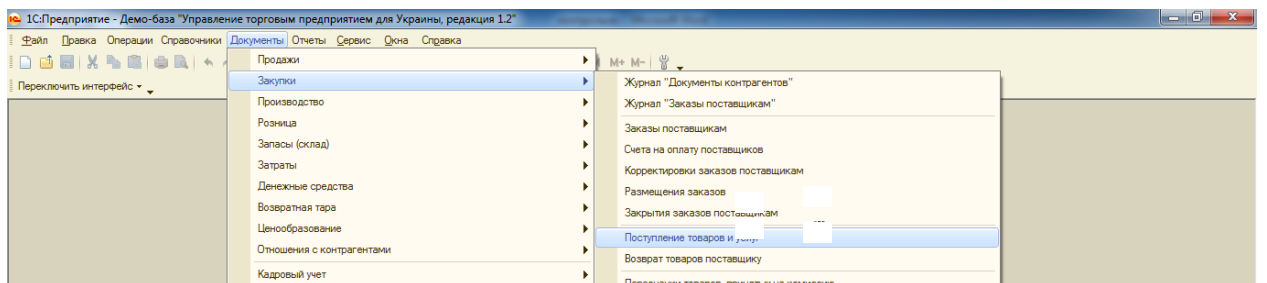 1С:Предприятие - Демо-база "Управление торговым предприятием для Украины, редакция 1.2"
Файл Правка Операции Справочники Документы Отчеты Сервис Окна Справка
M+ M-
Переключить интерфейс
Продажи
Закупки
Производство
Розница
Запасы (склад)
Затраты
Денежные средства
Возвратная тара
Ценообразование
Отношения с контрагентами
Кадровый учет
Журнал "Документы контрагентов"
Журнал "Заказы поставщикам"
Заказы поставщикам
Счета на оплату поставщиков
Корректировки заказов поставщикам
Размещения заказов
Закрытия заказов поставщикам
Поступление товаров и
Возврат товаров поставщику